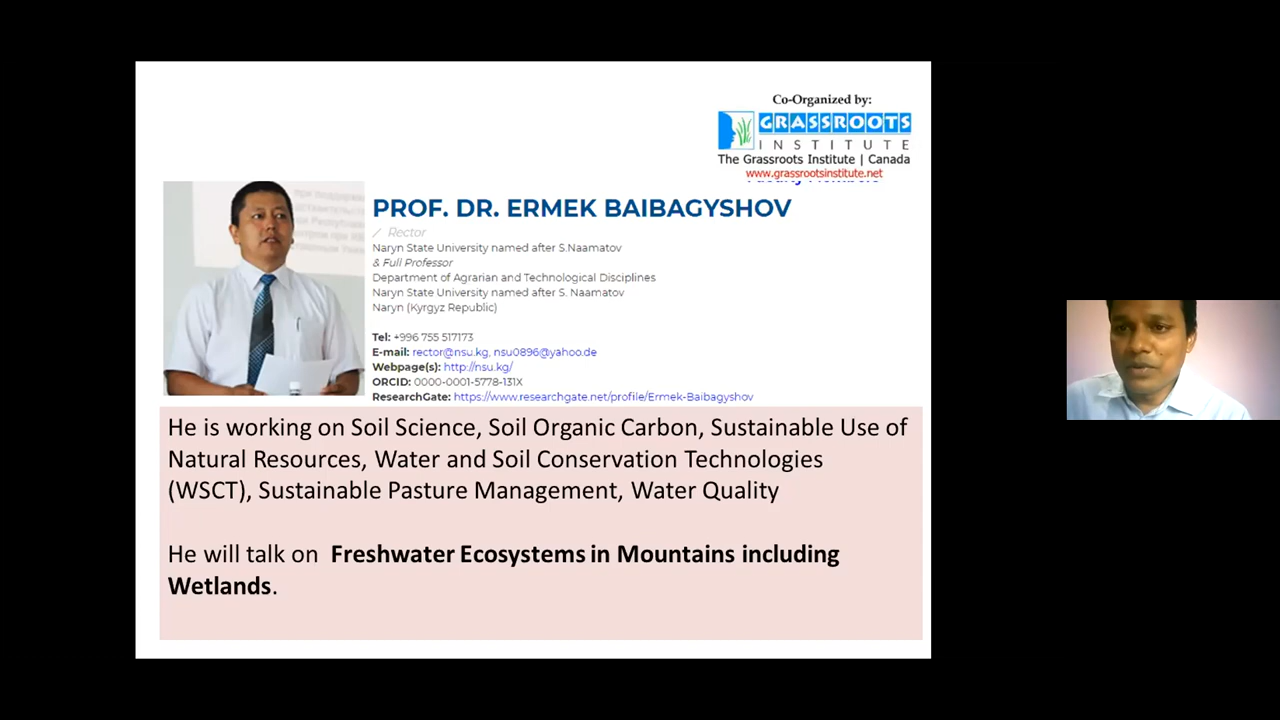 Co-Organized by:
GRASSROOTS
INSTITUTE
The Grassroots Institute | Canada
www.grassrootsinstitute.net
Faculty Members
PROF. DR. ERMEK BAIBAGYSHOV
/ Rector
Naryn State University named after S.Naamatov
& Full Professor
Department of Agrarian and Technological Disciplines
Naryn State University named after S. Naamatov
Naryn (Kyrgyz Republic)
Tel: +996 755 517173
E-mail: rector@nsu.kg, nsu0896@yahoo.de
Webpage(s): http://nsu.kg/
ORCID: 0000-0001-5778-131X
ResearchGate: https://www.researchgate.net/profile/Ermek-Baibagyshov
He is working on Soil Science, Soil Organic Carbon, Sustainable Use of
Natural Resources, Water and Soil Conservation Technologies
(WSCT), Sustainable Pasture Management, Water Quality
He will talk on Freshwater Ecosystems in Mountains including
Wetlands.